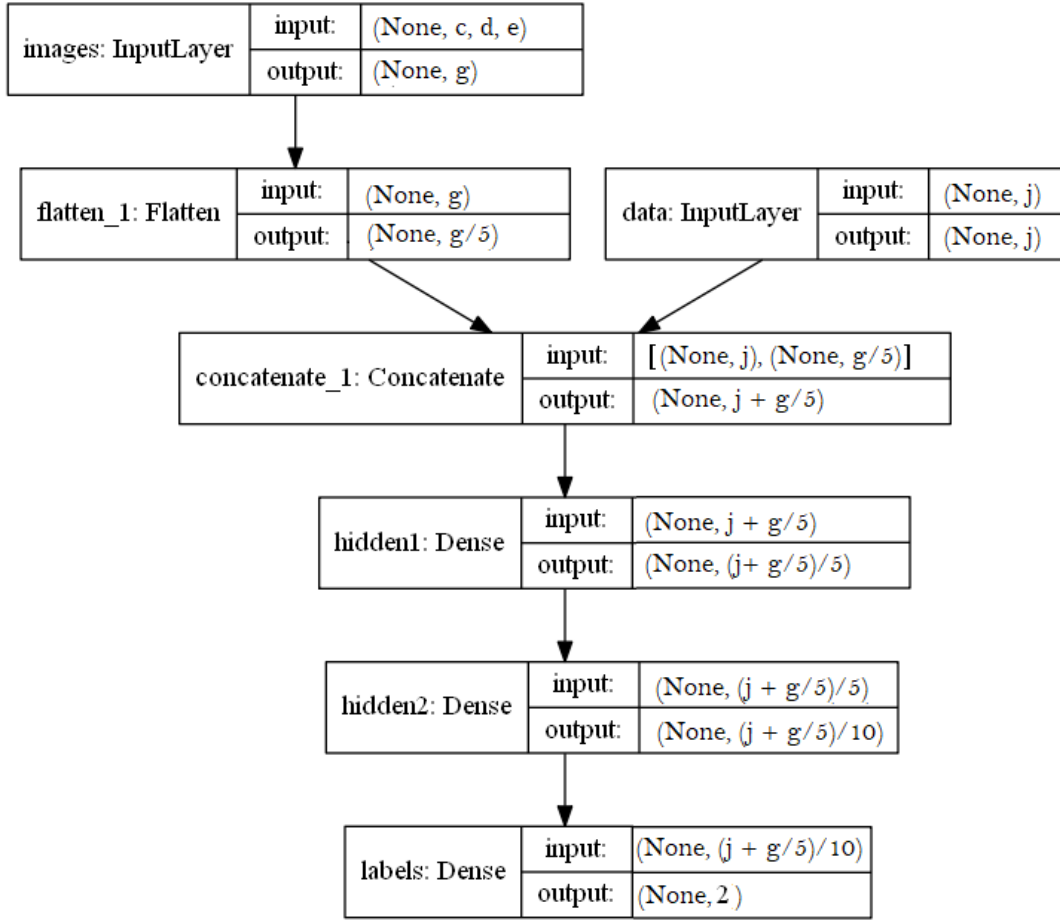 images: InputLayer
input:
(None, c, d, e)
output:
(None, g)
flatten_1: Flatten
input:
(None, g)
output:
(None, g/5)
data: InputLayer
input:
(None, j)
output:
(None, j)
concatenate_1: Concatenate
input:
[(None, j), (None, g/5)]
output:
(None, j + g/5)
hidden1: Dense
input:
(None, j + g/5)
output:
(None, (j+ g/5)/5)
hidden2: Dense
input:
(None, (j + g/5)/5)
output:
(None, (j + g/5)/10)
labels: Dense
input:
(None, (j + g/5)/10)
output:
(None, 2 )